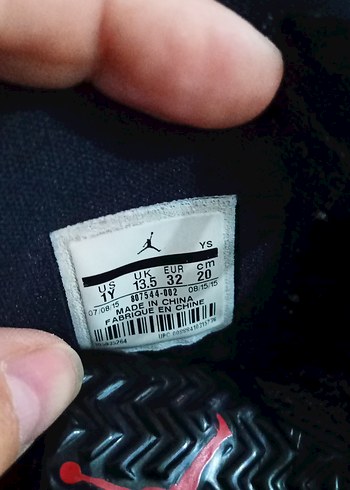 YS
US UK EUR cm
1Y 13.5 32 20
07/08/15 807544-002 08/15/15
MADE IN CHINA
FABRIQUE EN CHINE